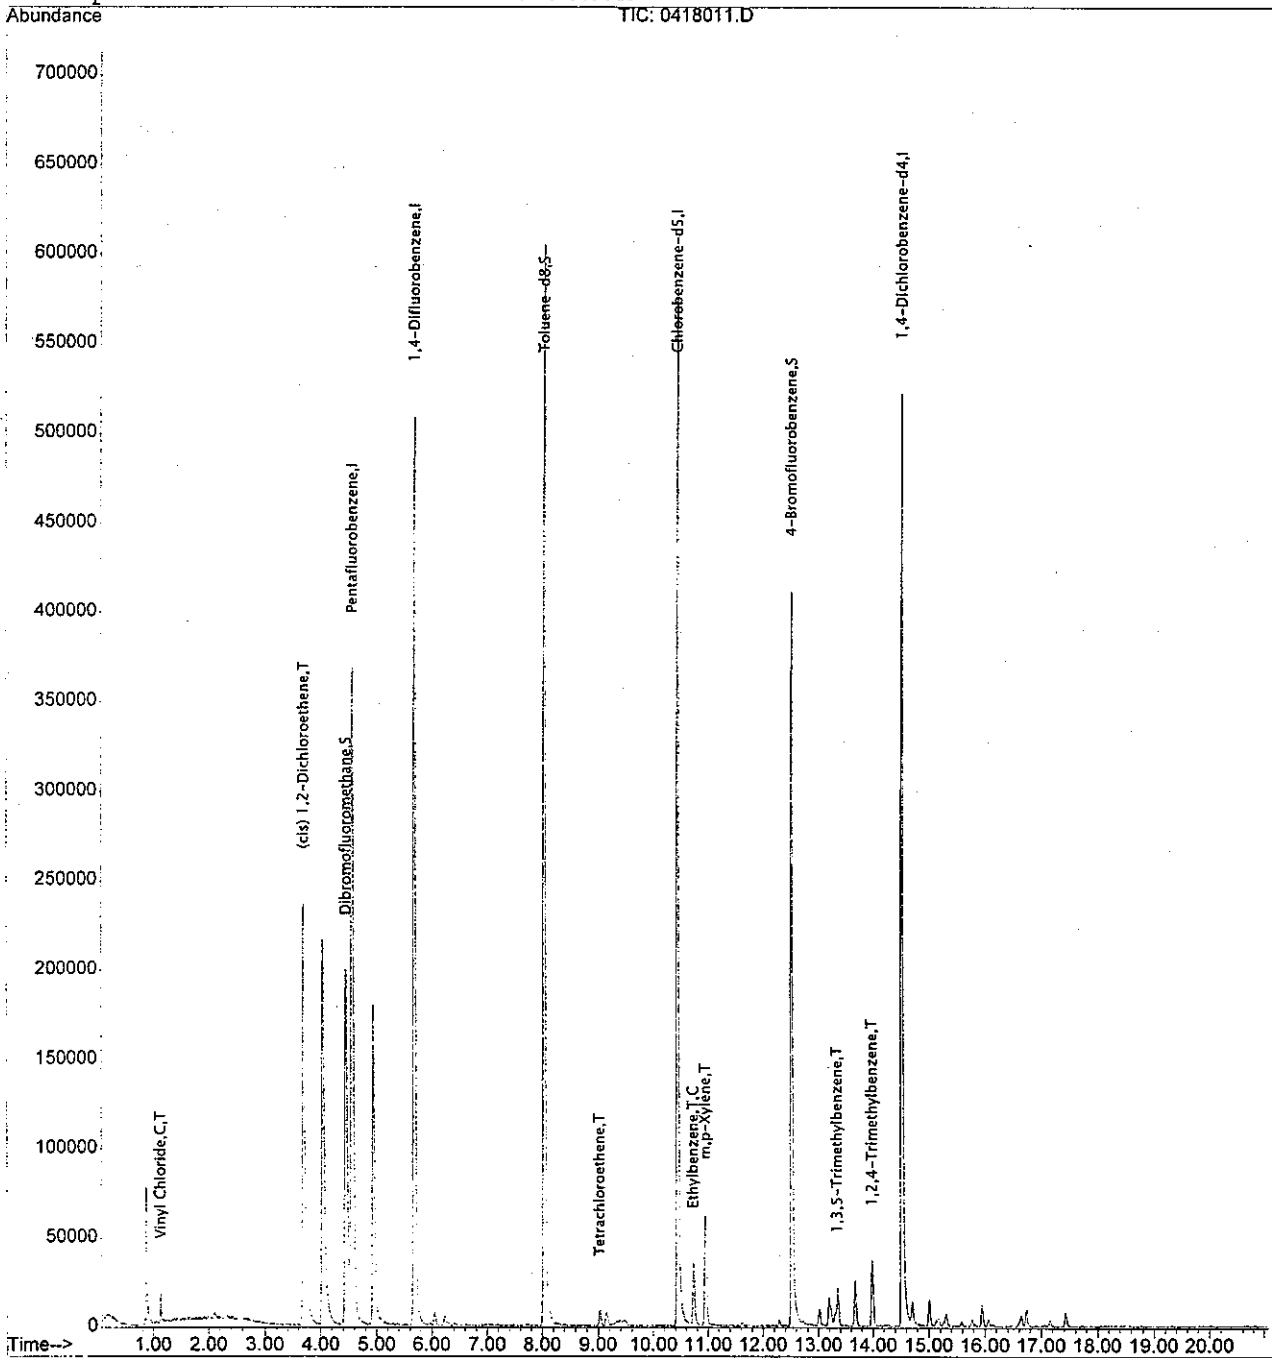 Abundance
TIC: 0418011.D
700000
650000
600000
550000
500000
450000
400000
350000
300000
250000
200000
150000
100000
50000
0
Vinyl Chloride,C,T
(cis) 1,2-Dichloroethene,T
Dibromofluoromethane,S
Pentafluorobenzene,I
1,4-Difluorobenzene,I
Toluene-d8,S
Tetrachloroethene,T
Chlorobenzene-d5,I
Ethylbenzene,T,C
m,p-Xylene,T
4-Bromofluorobenzene,S
1,3,5-Trimethylbenzene,T
1,2,4-Trimethylbenzene,T
1,4-Dichlorobenzene-d4,I
Time--> 1.00 2.00 3.00 4.00 5.00 6.00 7.00 8.00 9.00 10.00 11.00 12.00 13.00 14.00 15.00 16.00 17.00 18.00 19.00 20.00